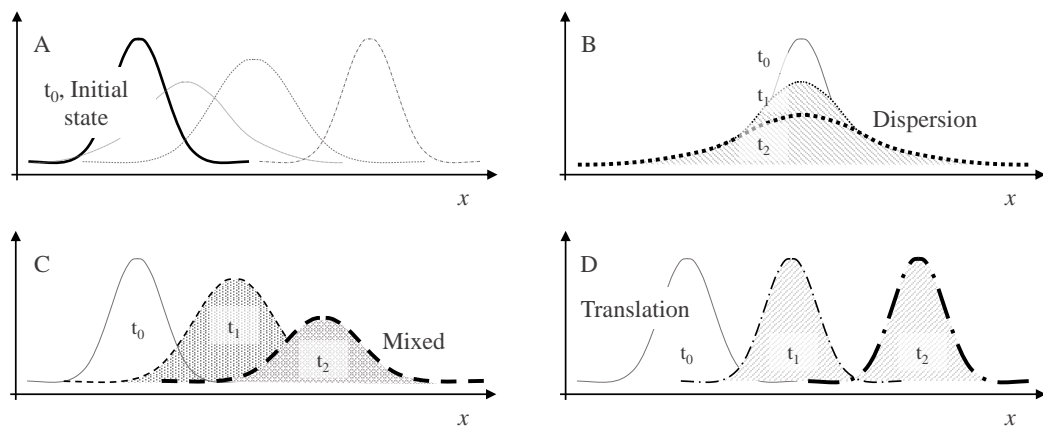 A
t0, Initial
state
x
B
t0
t1
t2
Dispersion
x
C
t0
t1
t2
Mixed
x
D
Translation
t0
t1
t2
x